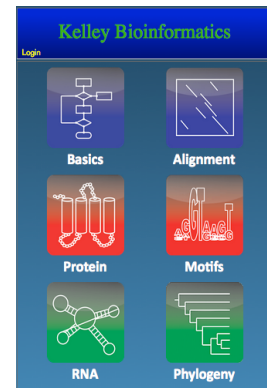 Kelley Bioinformatics
Login
Basics Alignment
Protein Motifs
RNA Phylogeny